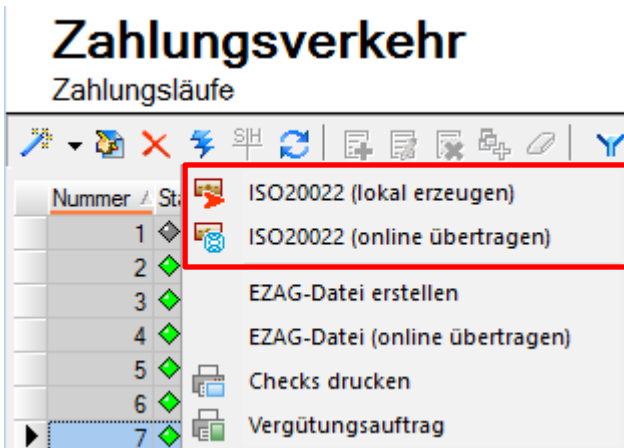 Zahlungsverkehr
Zahlungsläufe
S|H
Nummer
ISO20022 (lokal erzeugen)
1
ISO20022 (online übertragen)
2
3
EZAG-Datei erstellen
4
EZAG-Datei (online übertragen)
5
Checks drucken
6
7
Vergütungsauftrag